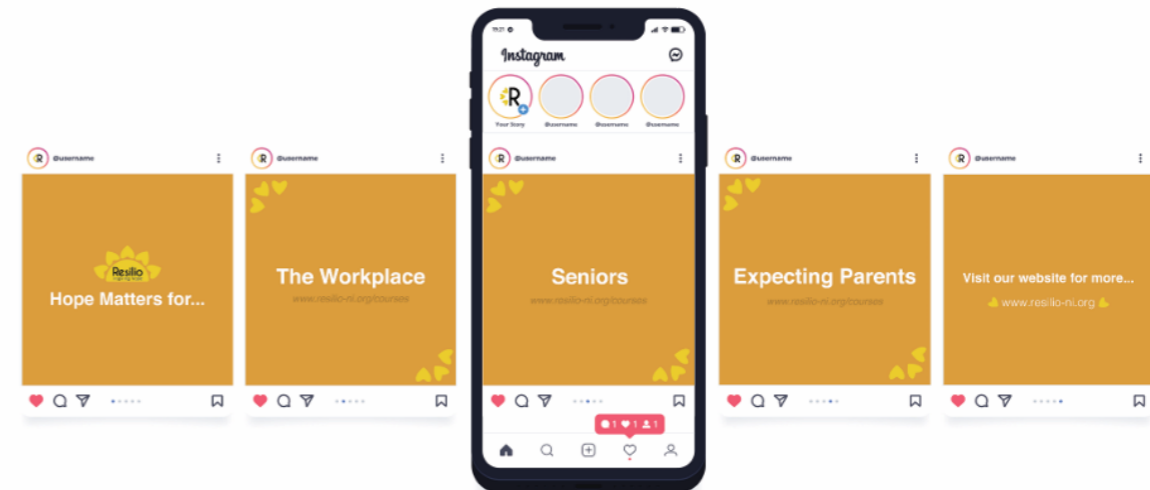 Instagram
R
Your Story
@username
@username
@username
R
@username
Resilio
Hope Matters for...
R
@username
The Workplace
www.resilio-ni.org/courses
R
@username
Seniors
www.resilio-ni.org/courses
1 1 1
R
@username
Expecting Parents
www.resilio-ni.org/courses
R
@username
Visit our website for more...
www.resilio-ni.org